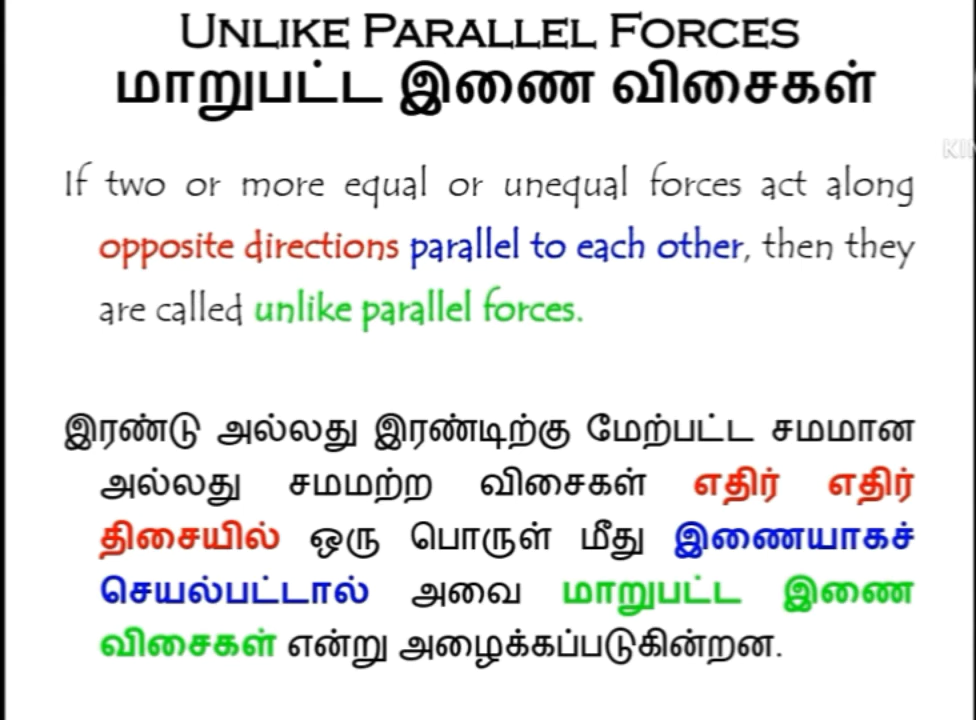 UNLIKE PARALLEL FORCES
மாறுபட்ட இணை விசைகள்
If two or more equal or unequal forces act along
opposite directions parallel to each other, then they
are called unlike parallel forces.
இரண்டு அல்லது இரண்டிற்கு மேற்பட்ட சமமான
அல்லது சமமற்ற விசைகள் எதிர் எதிர்
திசையில் ஒரு பொருள் மீது இணையாகச்
செயல்பட்டால் அவை மாறுபட்ட இணை
விசைகள் என்று அழைக்கப்படுகின்றன.